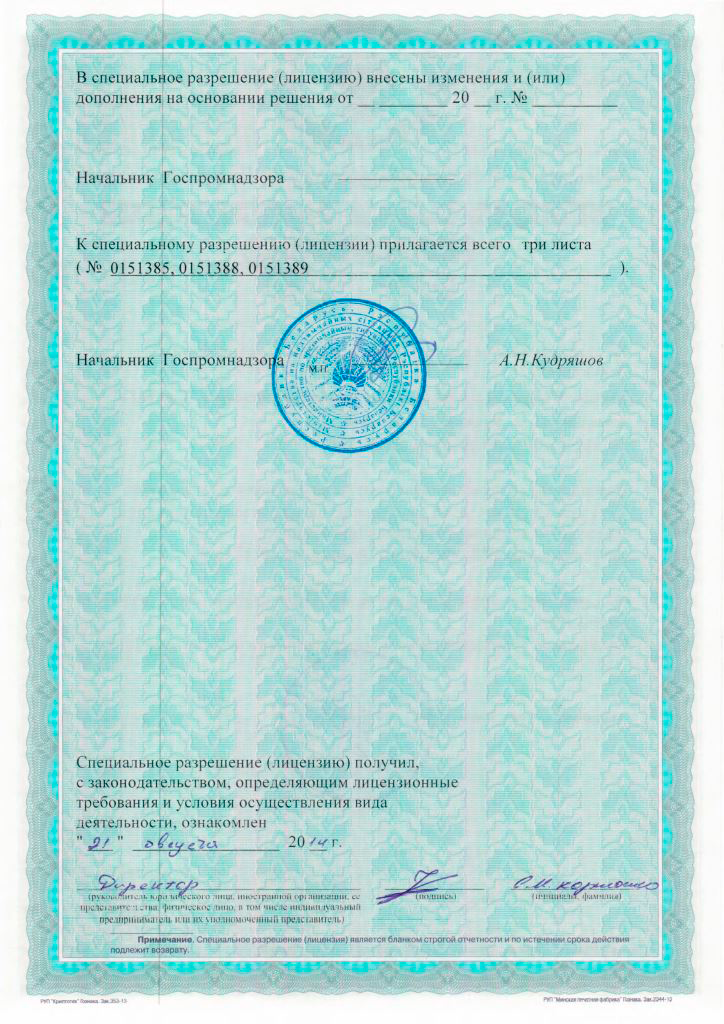 В специальное разрешение (лицензию) внесены изменения и (или)
дополнения на основании решения от __ ________ 20 __ г. № __________
Начальник Госпромнадзора ______________
К специальному разрешению (лицензии) прилагается всего три листа
( № 0151385, 0151388, 0151389 ).
Начальник Госпромнадзора А.Н.Кудряшов
М.П.
Специальное разрешение (лицензию) получил,
с законодательством, определяющим лицензионные
требования и условия осуществления вида
деятельности, ознакомлен
" 21 " августа 2014 г.
Директор С.М.
(руководитель юридического лица, иностранной организации, ее (подпись) (инициалы, фамилия)
представительства, физическое лицо, в том числе индивидуальный
предприниматель или их уполномоченный представитель)
Примечание. Специальное разрешение (лицензия) является бланком строгой отчетности и по истечении срока действия
подлежит возврату.
РУП "Криптотех" Гознака. Зак.353-13 РУП "Минская печатная фабрика" Гознака. Зак.2244-12